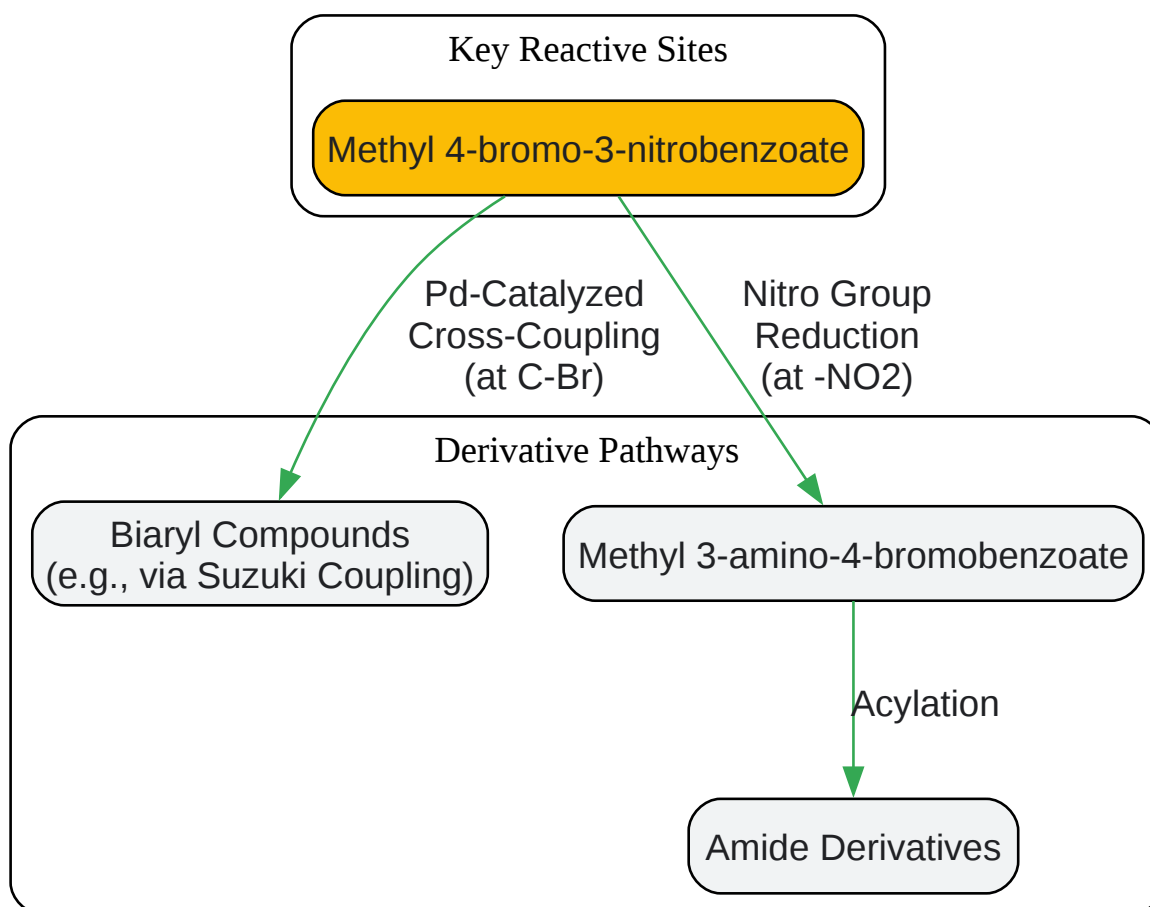 Key Reactive Sites
Methyl 4-bromo-3-nitrobenzoate
Pd-Catalyzed
Cross-Coupling
(at C-Br)
Nitro Group
Reduction
(at -NO2)
Derivative Pathways
Biaryl Compounds
(e.g., via Suzuki Coupling)
Methyl 3-amino-4-bromobenzoate
Acylation
Amide Derivatives